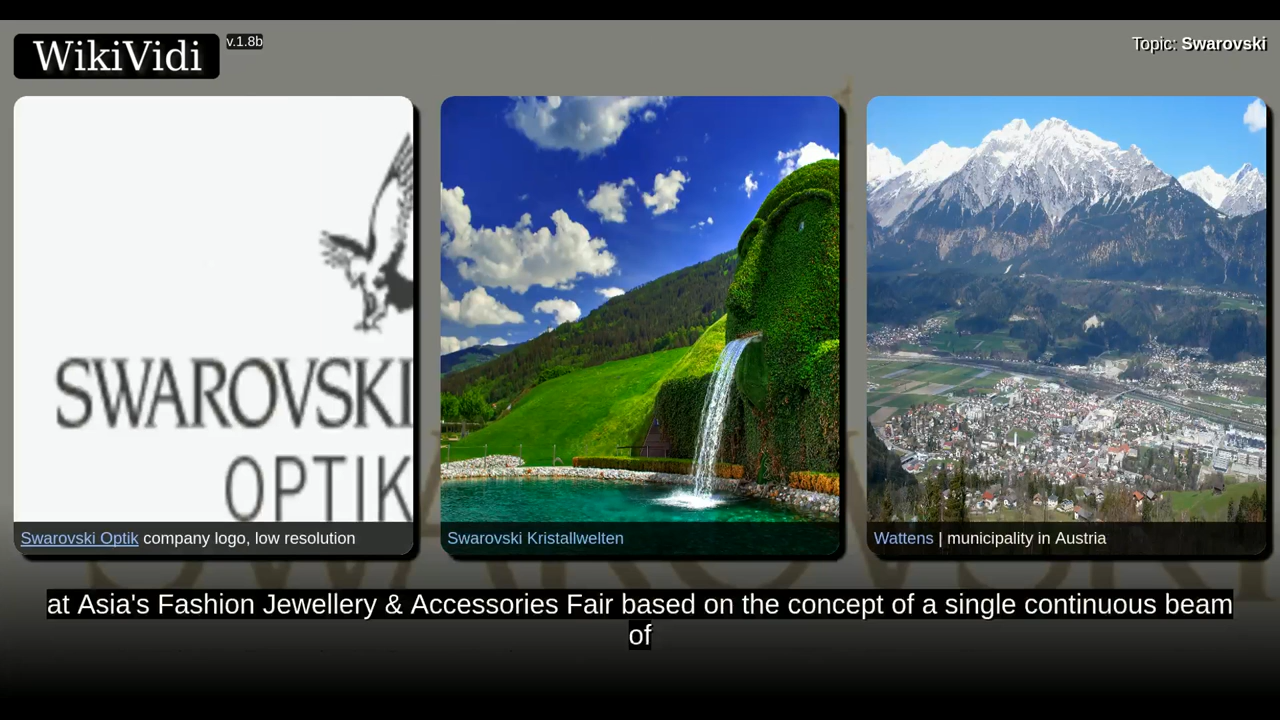 WikiVidi
v.1.8b
Topic: Swarovski
SWAROVSKI
OPTIK
Swarovski Optik company logo, low resolution
Swarovski Kristallwelten
Wattens | municipality in Austria
at Asia's Fashion Jewellery & Accessories Fair based on the concept of a single continuous beam
of